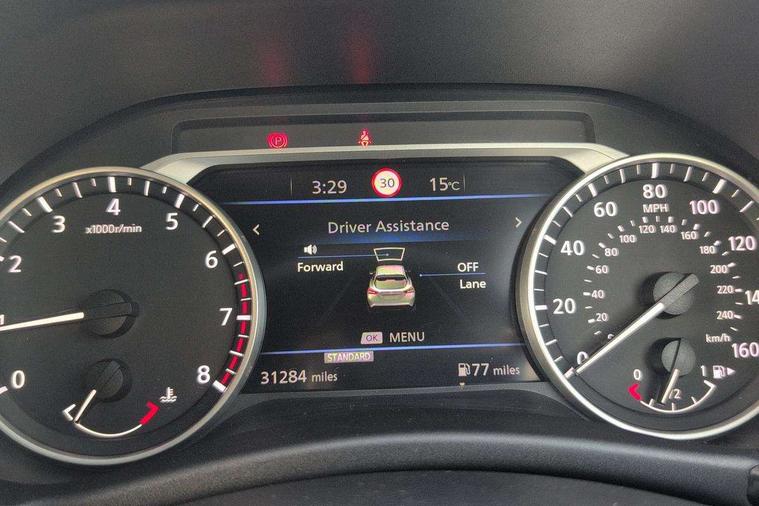 P
3:29 30 15°C
Driver Assistance
Forward
OFF
Lane
OK MENU
STANDARD
31284 miles
77 miles
0 2 3 4 5 6 7 8
x1000r/min
0 20 40 60 80 100 120 14 160
MPH
20 40 60 80 100 120 140 160 180 200 220 240
km/h
0 1/2 1